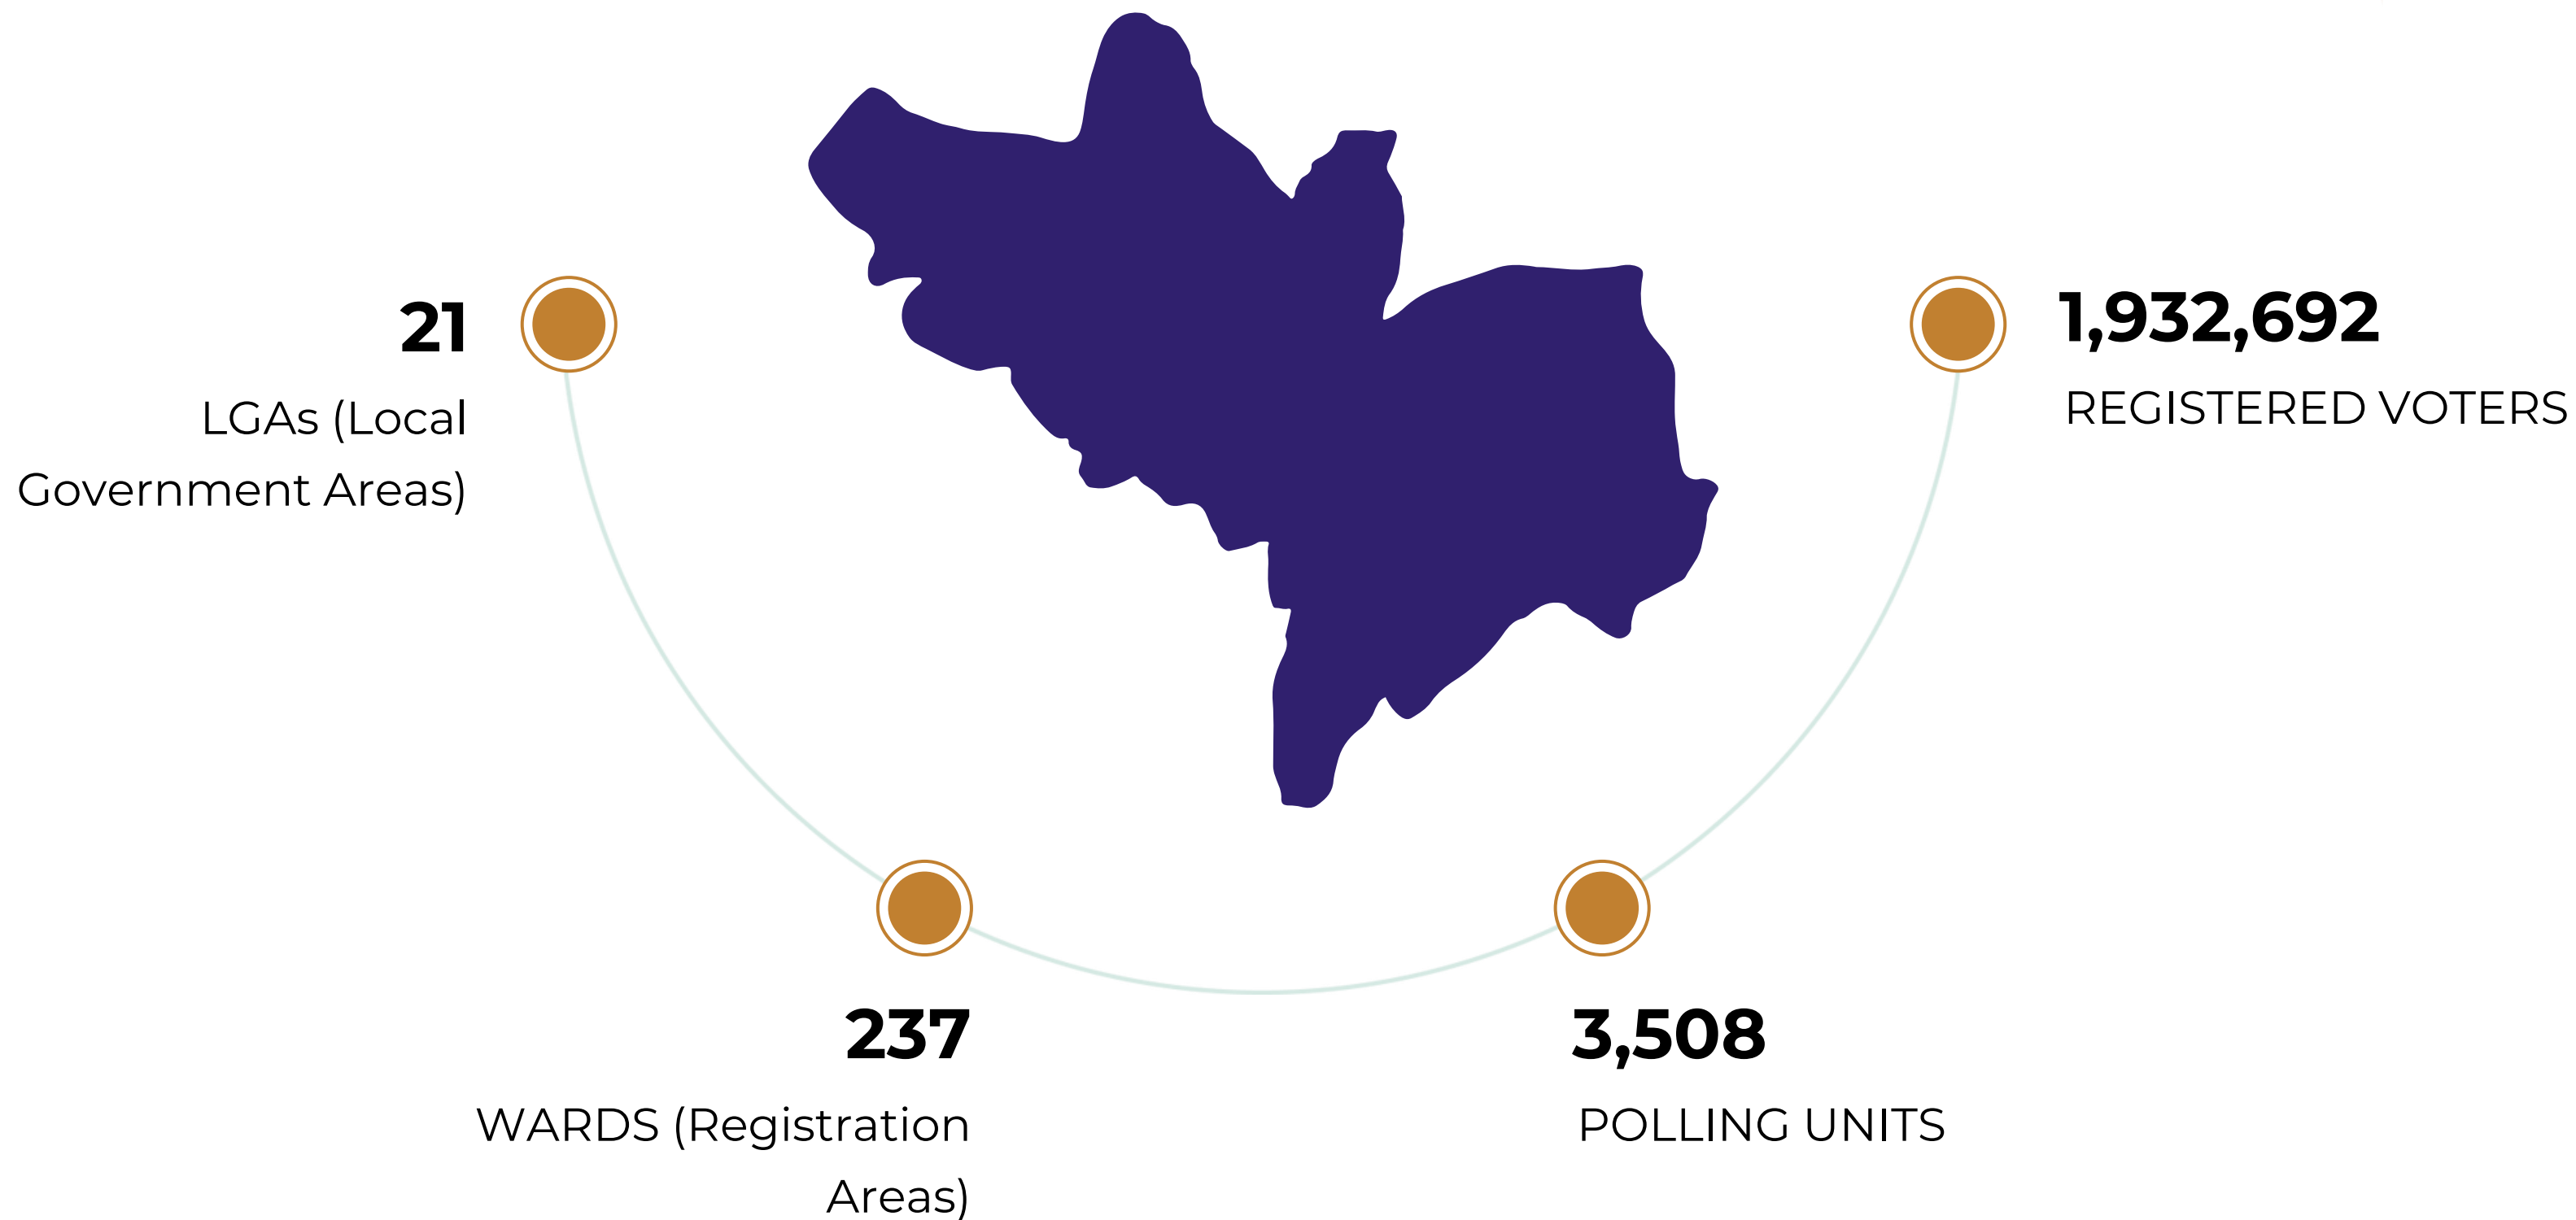 21
LGAs (Local
Government Areas)
1,932,692
REGISTERED VOTERS
237
WARDS (Registration
Areas)
3,508
POLLING UNITS